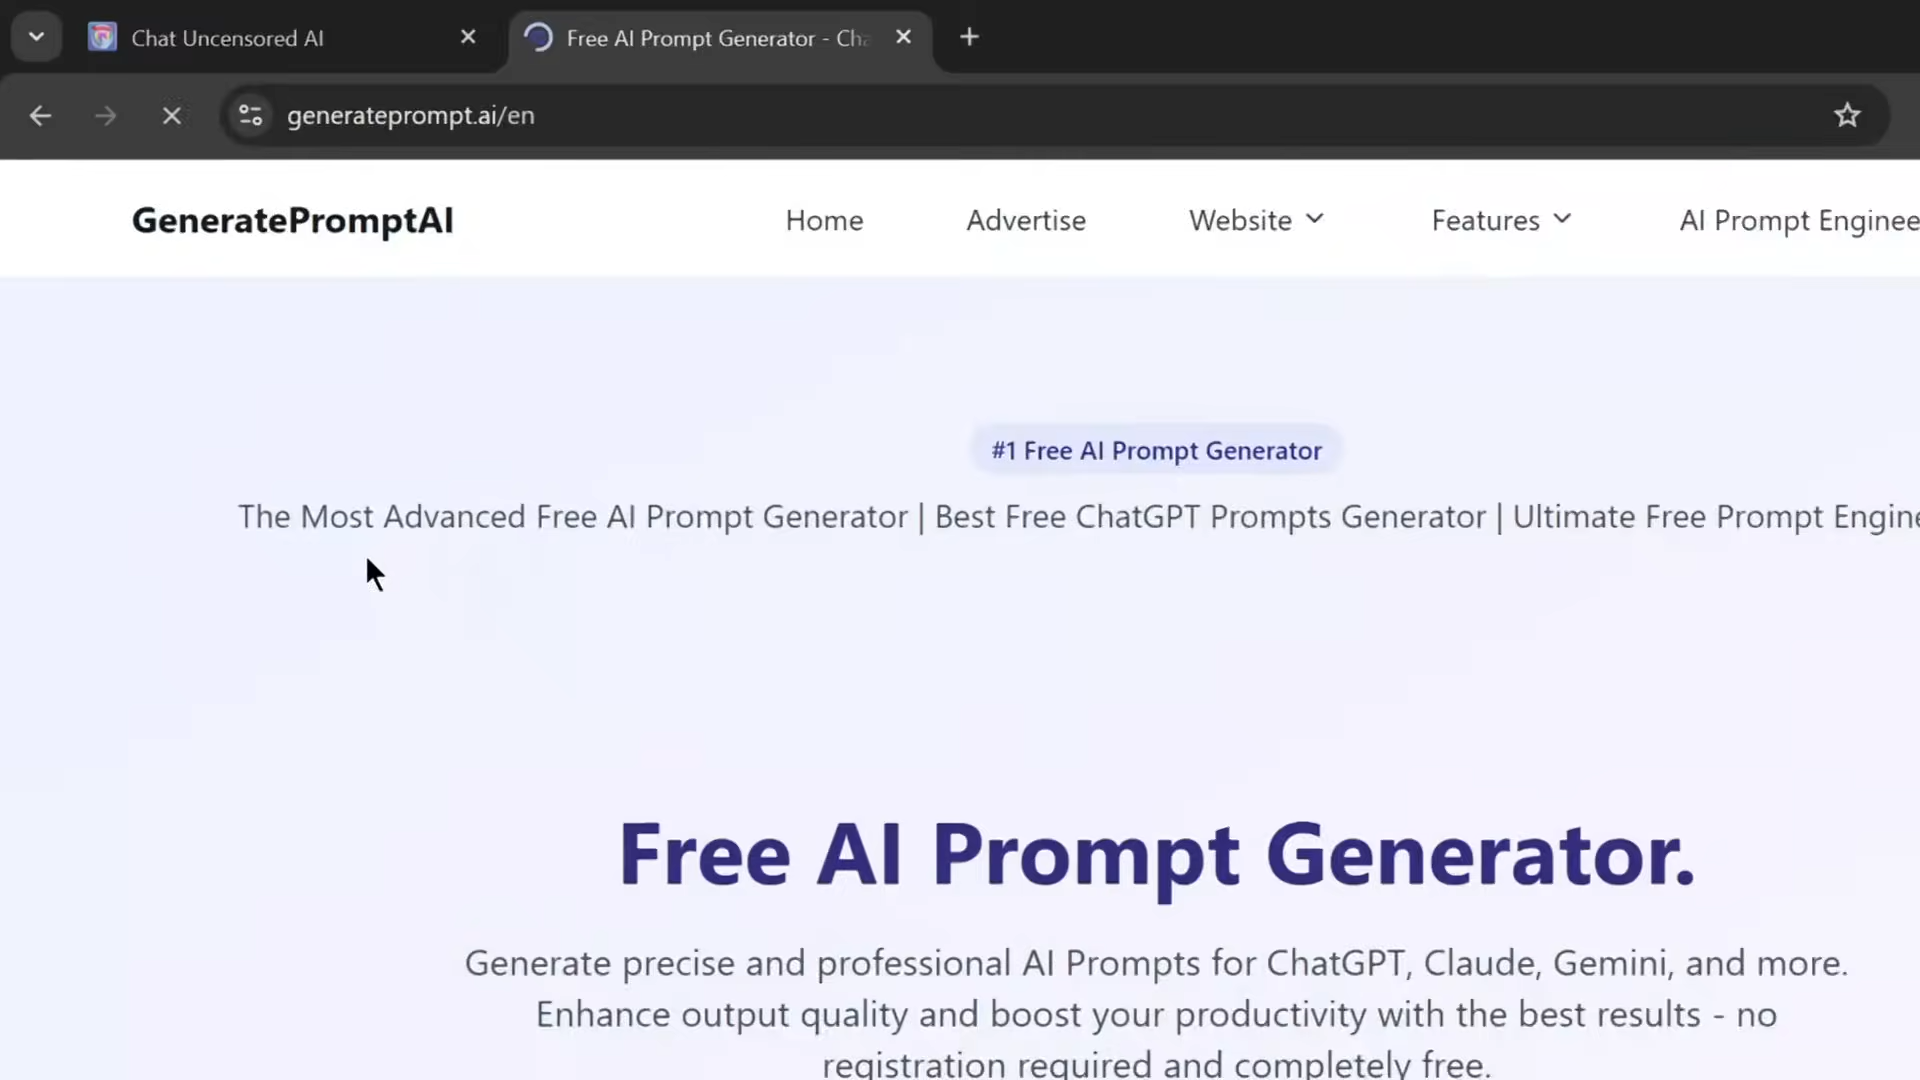 Chat Uncensored AI
Free AI Prompt Generator - Cha
generateprompt.ai/en
GeneratePromptAI
Home
Advertise
Website
Features
AI Prompt Enginee
#1 Free AI Prompt Generator
The Most Advanced Free AI Prompt Generator | Best Free ChatGPT Prompts Generator | Ultimate Free Prompt Engine
Free AI Prompt Generator.
Generate precise and professional AI Prompts for ChatGPT, Claude, Gemini, and more.
Enhance output quality and boost your productivity with the best results - no
registration required and completely free.